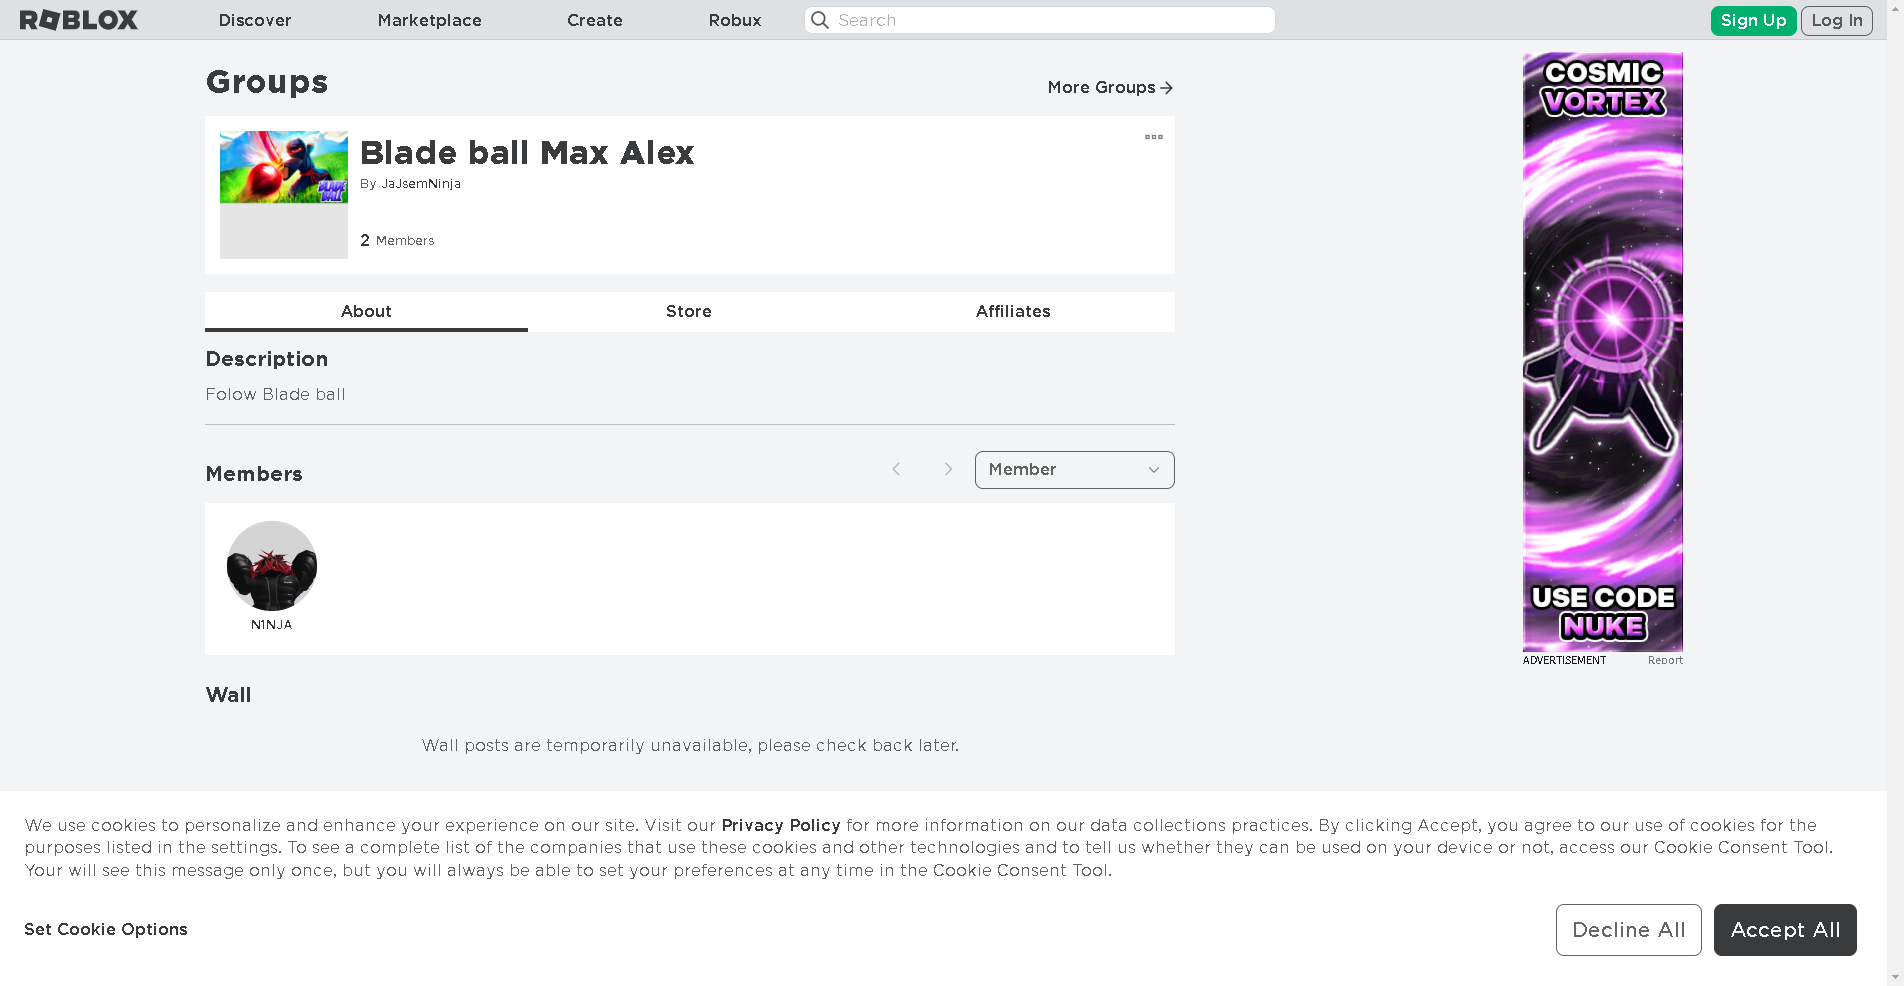 ROBLOX
Discover
Marketplace
Create
Robux
Search
Sign Up
Log In
Groups
More Groups
BLADE
BALL
Blade ball Max Alex
By JaJsemNinja
2 Members
About
Store
Affiliates
Description
Folow Blade ball
Members
Member
N1NJA
Wall
Wall posts are temporarily unavailable, please check back later.
COSMIC
VORTEX
USE CODE
NUKE
ADVERTISEMENT
Report
We use cookies to personalize and enhance your experience on our site. Visit our Privacy Policy for more information on our data collections practices. By clicking Accept, you agree to our use of cookies for the
purposes listed in the settings. To see a complete list of the companies that use these cookies and other technologies and to tell us whether they can be used on your device or not, access our Cookie Consent Tool.
Your will see this message only once, but you will always be able to set your preferences at any time in the Cookie Consent Tool.
Set Cookie Options
Decline All
Accept All